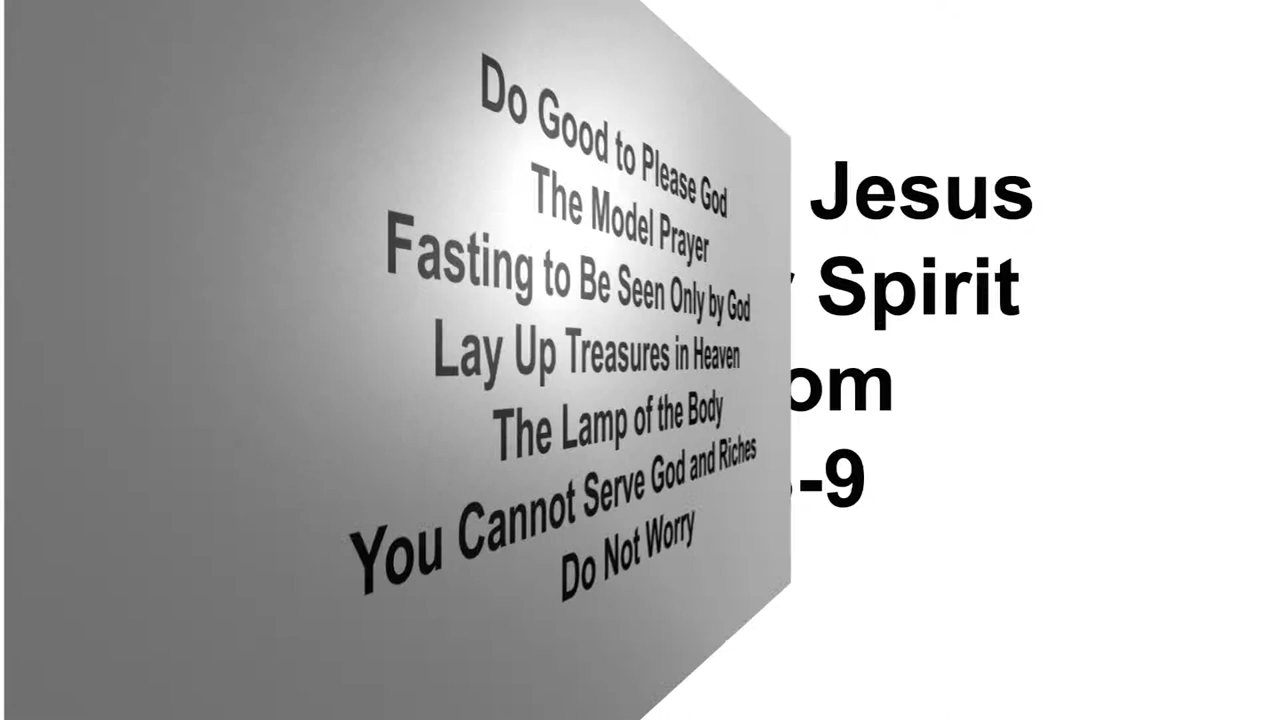 Do Good to Please God
The Model Prayer
Fasting to Be Seen Only by God
Lay Up Treasures in Heaven
The Lamp of the Body
You Cannot Serve God and Riches
Do Not Worry
Jesus
Spirit
-9